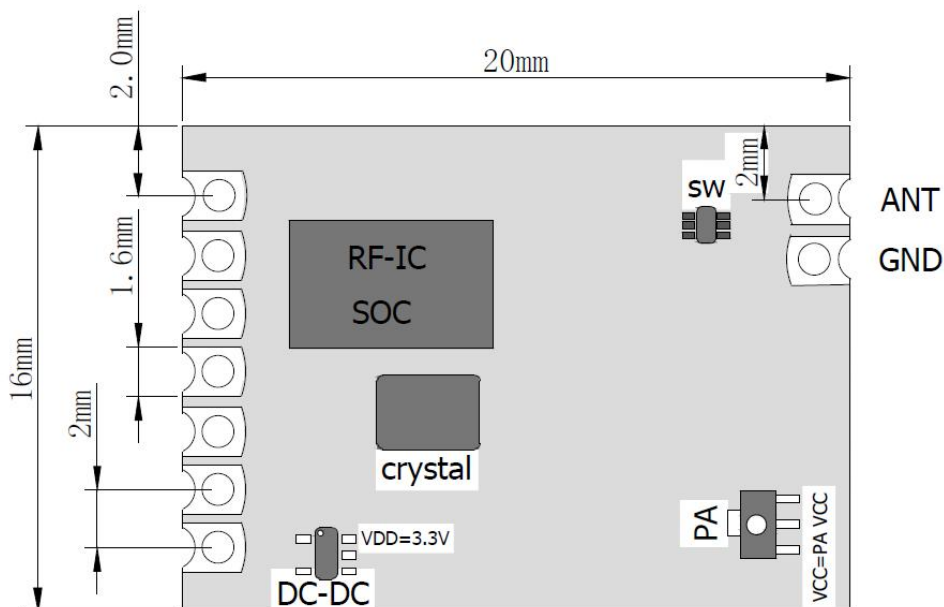 20mm
2.0mm
2mm
sw
ANT
RF-IC
GND
SOC
1.6mm
16mm
2mm
crystal
PA
VCC=PA VCC
VDD=3.3V
DC-DC